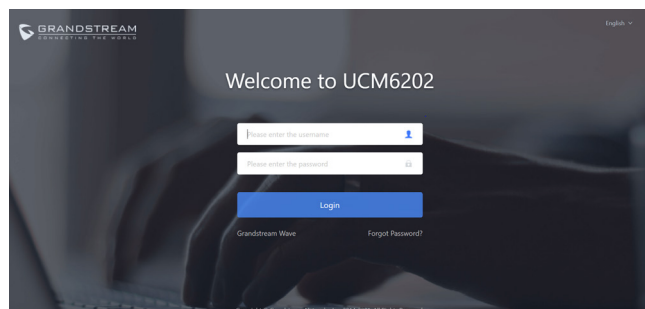 GRANDSTREAM
CONNECTING THE WORLD
English
Welcome to UCM6202
Please enter the username
Please enter the password
Login
Grandstream Wave
Forgot Password?